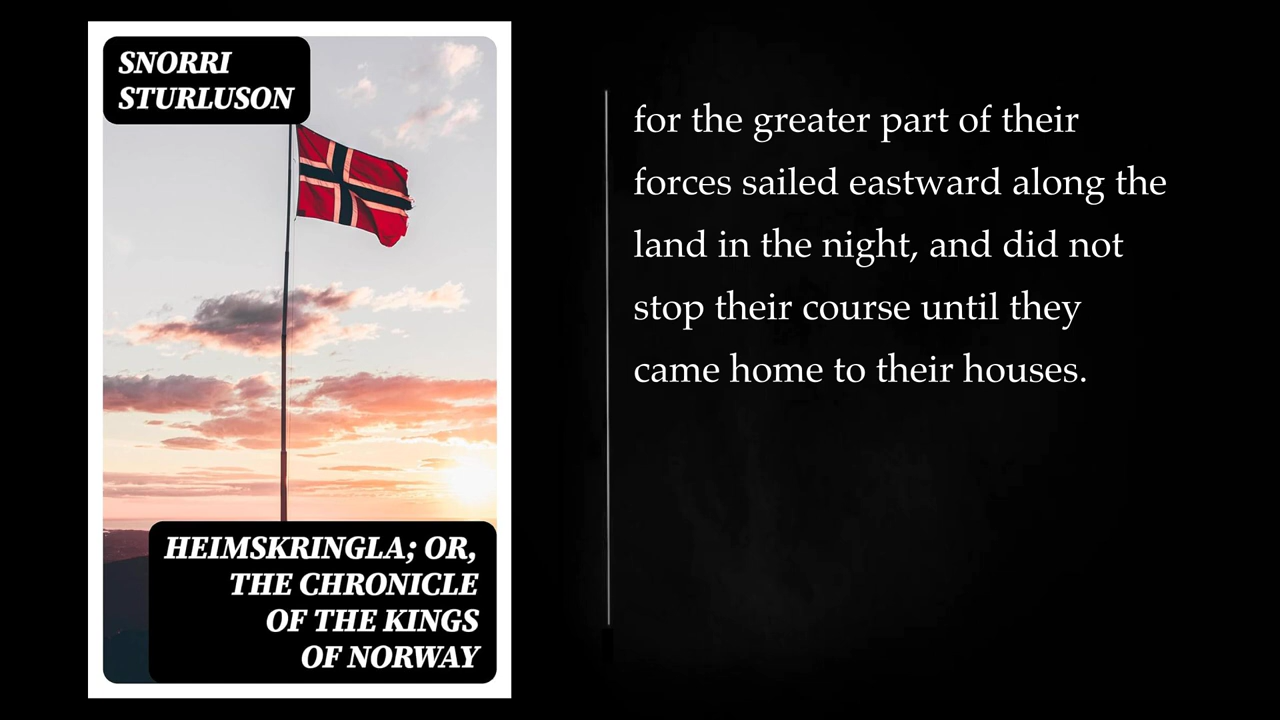 SNORRI
STURLUSON
HEIMSKRINGLA; OR,
THE CHRONICLE
OF THE KINGS
OF NORWAY
for the greater part of their
forces sailed eastward along the
land in the night, and did not
stop their course until they
came home to their houses.